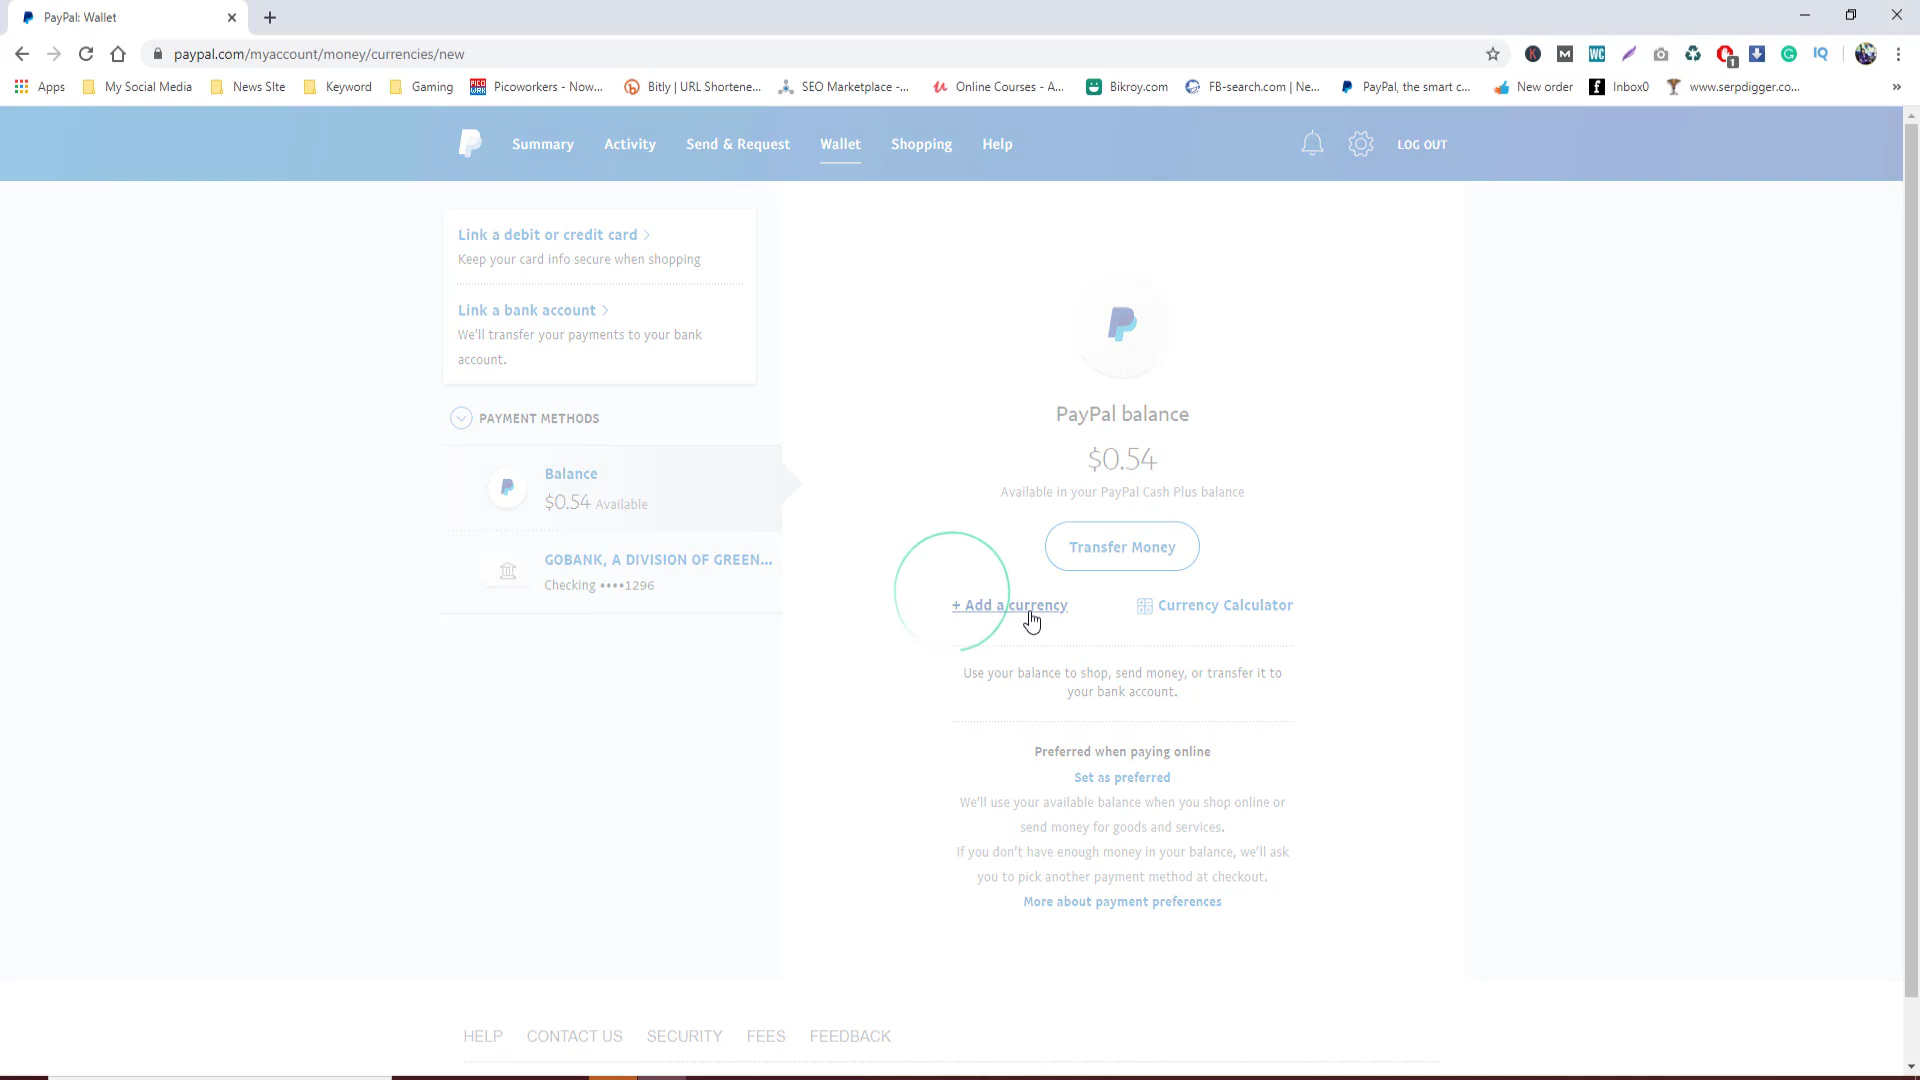 PayPal: Wallet
paypal.com/myaccount/money/currencies/new
Apps
My Social Media
News SIte
Keyword
Gaming
Picoworkers - Now...
Bitly | URL Shortene...
SEO Marketplace -...
Online Courses - A...
Bikroy.com
FB-search.com | Ne...
PayPal, the smart c...
New order
Inbox0
www.serpdigger.co...
Summary
Activity
Send & Request
Wallet
Shopping
Help
LOG OUT
Link a debit or credit card
Keep your card info secure when shopping
Link a bank account
We'll transfer your payments to your bank
account.
PAYMENT METHODS
Balance
$0.54 Available
GOBANK, A DIVISION OF GREEN...
Checking ••••1296
PayPal balance
$0.54
Available in your PayPal Cash Plus balance
Transfer Money
+ Add a currency
Currency Calculator
Use your balance to shop, send money, or transfer it to
your bank account.
Preferred when paying online
Set as preferred
We'll use your available balance when you shop online or
send money for goods and services.
If you don't have enough money in your balance, we'll ask
you to pick another payment method at checkout.
More about payment preferences
HELP
CONTACT US
SECURITY
FEES
FEEDBACK